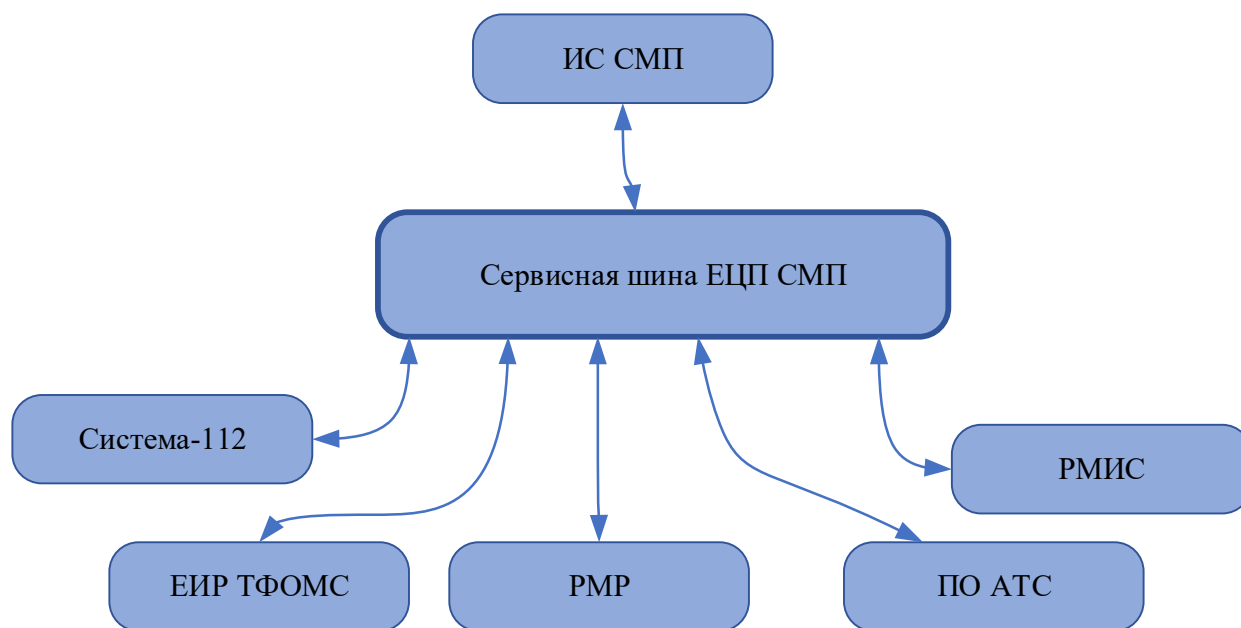 ИС СМП
Сервисная шина ЕЦП СМП
Система-112
РМИС
ЕИР ТФОМС
РМР
ПО АТС